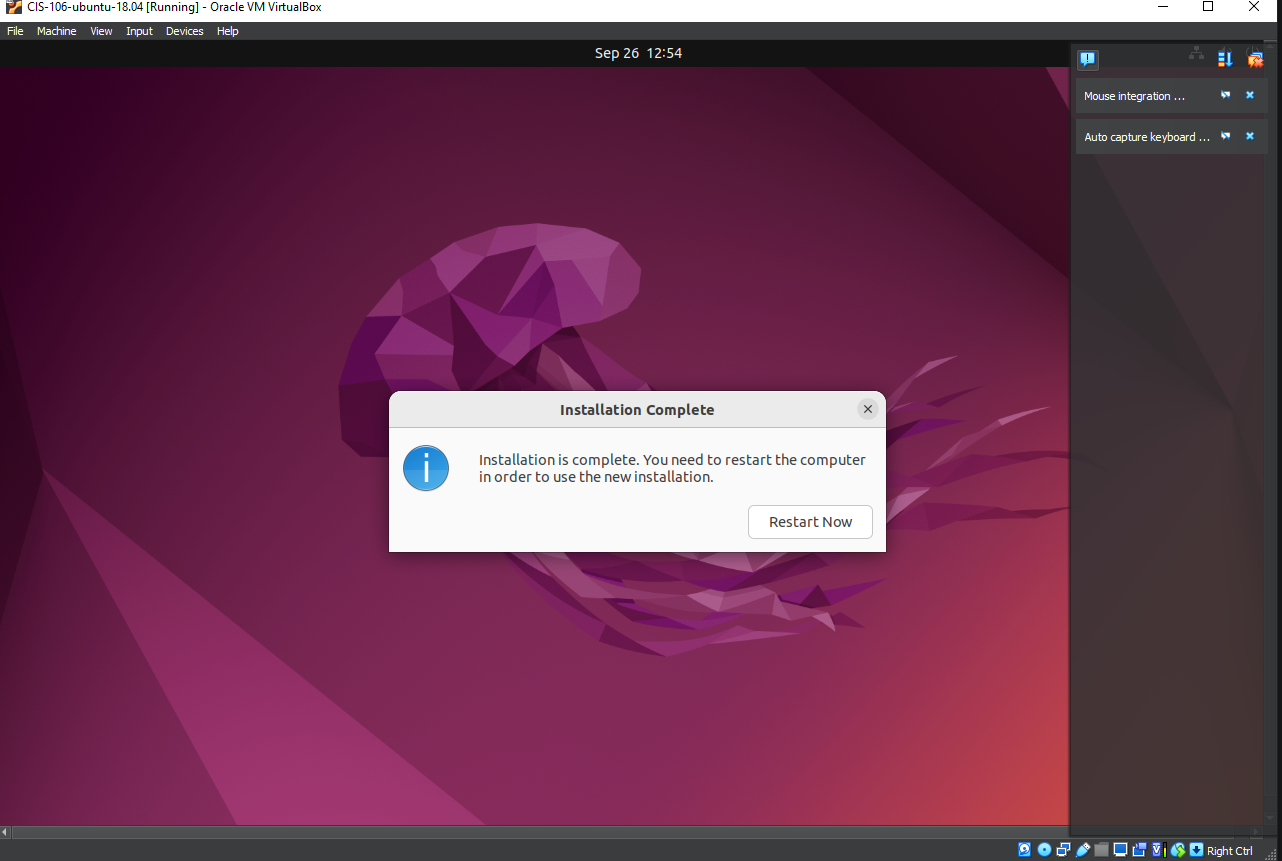 CIS-106-ubuntu-18.04 [Running] - Oracle VM VirtualBox
File Machine View Input Devices Help
Sep 26 12:54
Mouse integration ...
Auto capture keyboard ...
Installation Complete
Installation is complete. You need to restart the computer
in order to use the new installation.
Restart Now
Right Ctrl